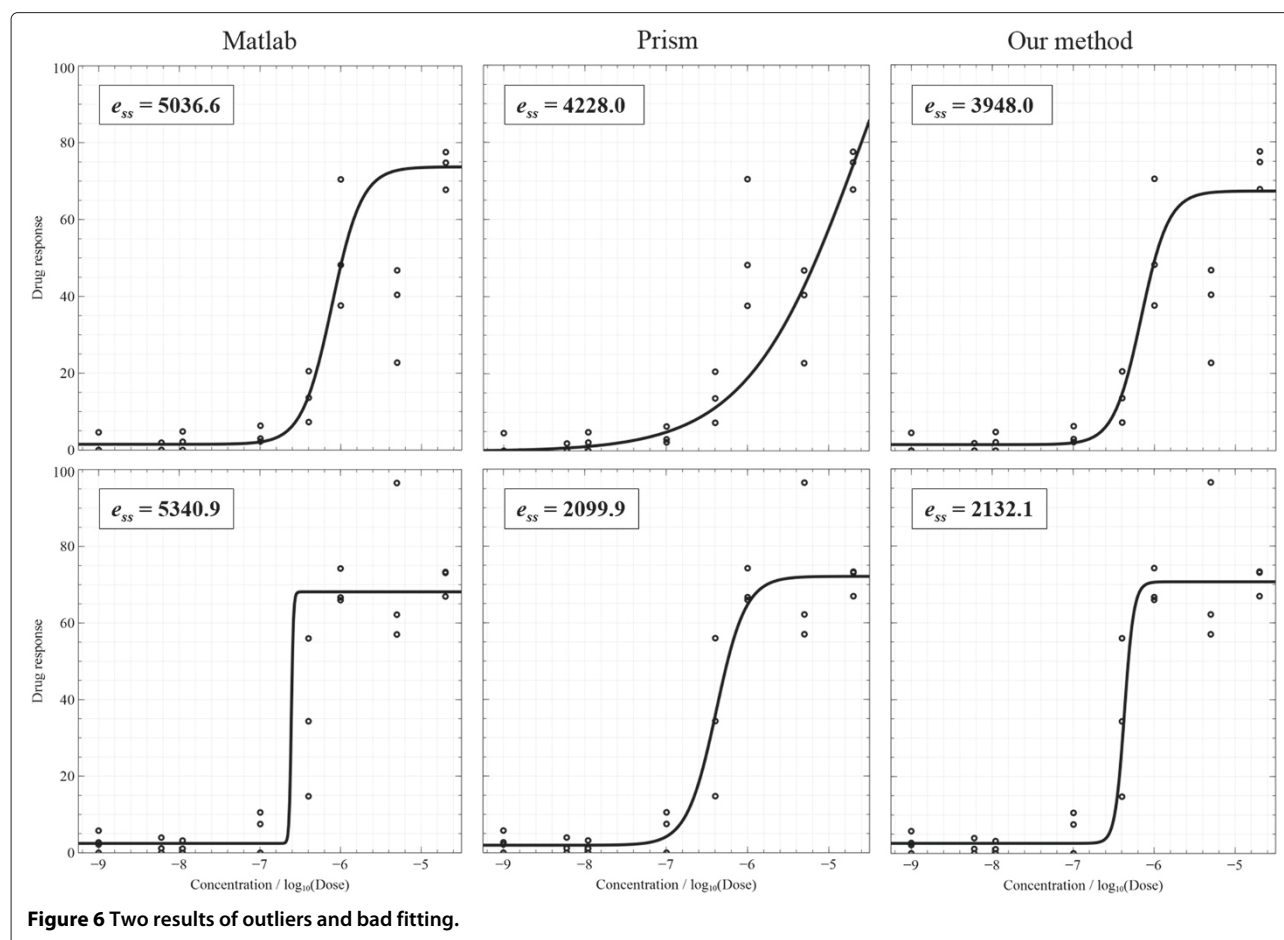 Matlab
Prism
Our method
100
80
60
40
20
0
Drug response
e_ss = 5036.6
e_ss = 4228.0
e_ss = 3948.0
100
80
60
40
20
0
Drug response
e_ss = 5340.9
e_ss = 2099.9
e_ss = 2132.1
−9 −8 −7 −6 −5
−9 −8 −7 −6 −5
−9 −8 −7 −6 −5
Concentration / log₁₀(Dose)
Concentration / log₁₀(Dose)
Concentration / log₁₀(Dose)
Figure 6 Two results of outliers and bad fitting.